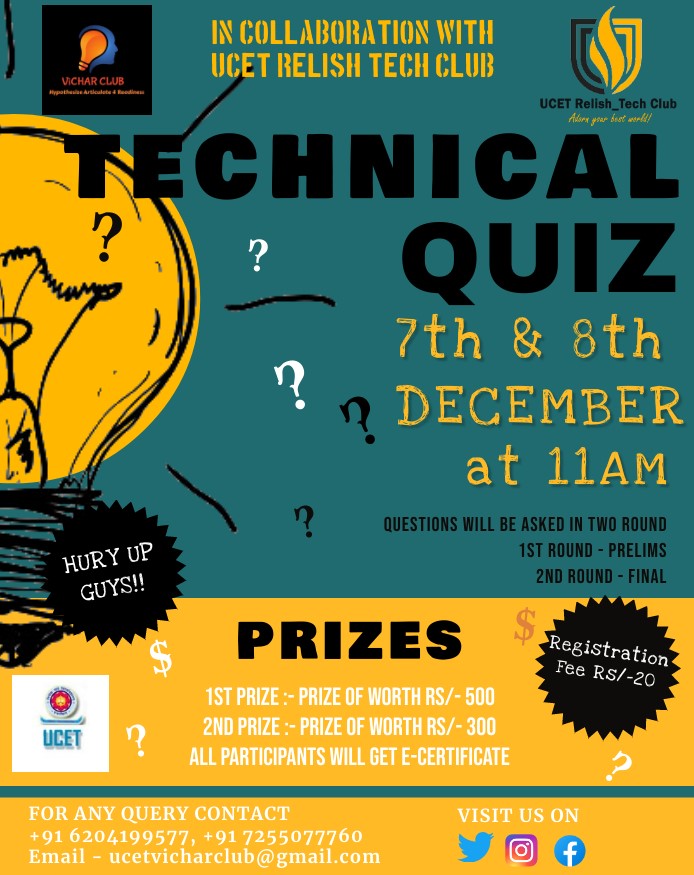 IN COLLABORATION WITH
UCET RELISH TECH CLUB
ViCHAR CLUB
Hypothesize Articulate & Readiness
UCET Relish_Tech Club
Adorn your best world!
TECHNICAL
QUIZ
?
?
?
?
?
7th & 8th
DECEMBER
at 11AM
QUESTIONS WILL BE ASKED IN TWO ROUND
1ST ROUND - PRELIMS
2ND ROUND - FINAL
HURY UP
GUYS!!
PRIZES
$
$
Registration
Fee Rs/-20
1ST PRIZE :- PRIZE OF WORTH RS/- 500
2ND PRIZE :- PRIZE OF WORTH RS/- 300
ALL PARTICIPANTS WILL GET E-CERTIFICATE
UCET
?
?
FOR ANY QUERY CONTACT
+91 6204199577, +91 7255077760
Email - ucetvicharclub@gmail.com
VISIT US ON